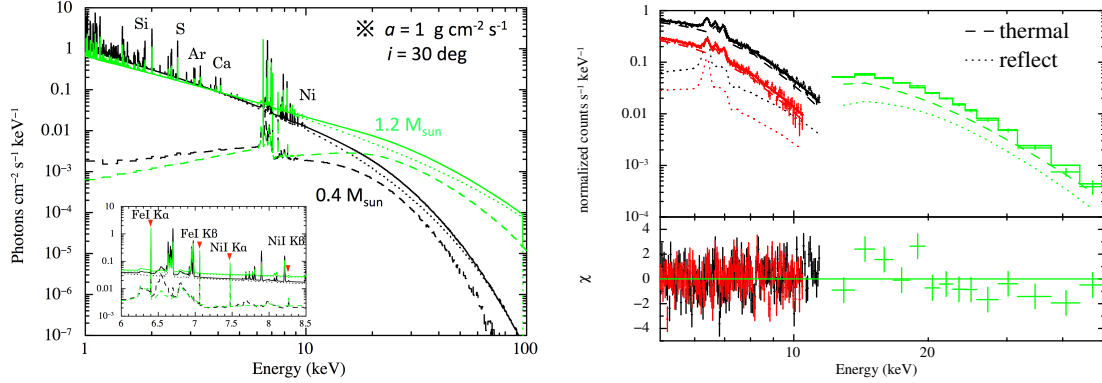 ※ a = 1 g cm⁻² s⁻¹
i = 30 deg
Si
S
Ar
Ca
Ni
1.2 Msun
0.4 Msun
Photons cm⁻² s⁻¹ keV⁻¹
10
1
0.1
0.01
10⁻³
10⁻⁴
10⁻⁵
10⁻⁶
10⁻⁷
1
10
100
Energy (keV)
FeI Kα
FeI Kβ
NiI Kα
NiI Kβ
1
0.1
0.01
10⁻³
6
6.5
7
7.5
8
8.5
thermal
reflect
normalized counts s⁻¹ keV⁻¹
1
0.1
0.01
10⁻³
10⁻⁴
χ
4
2
0
−2
−4
10
20
Energy (keV)